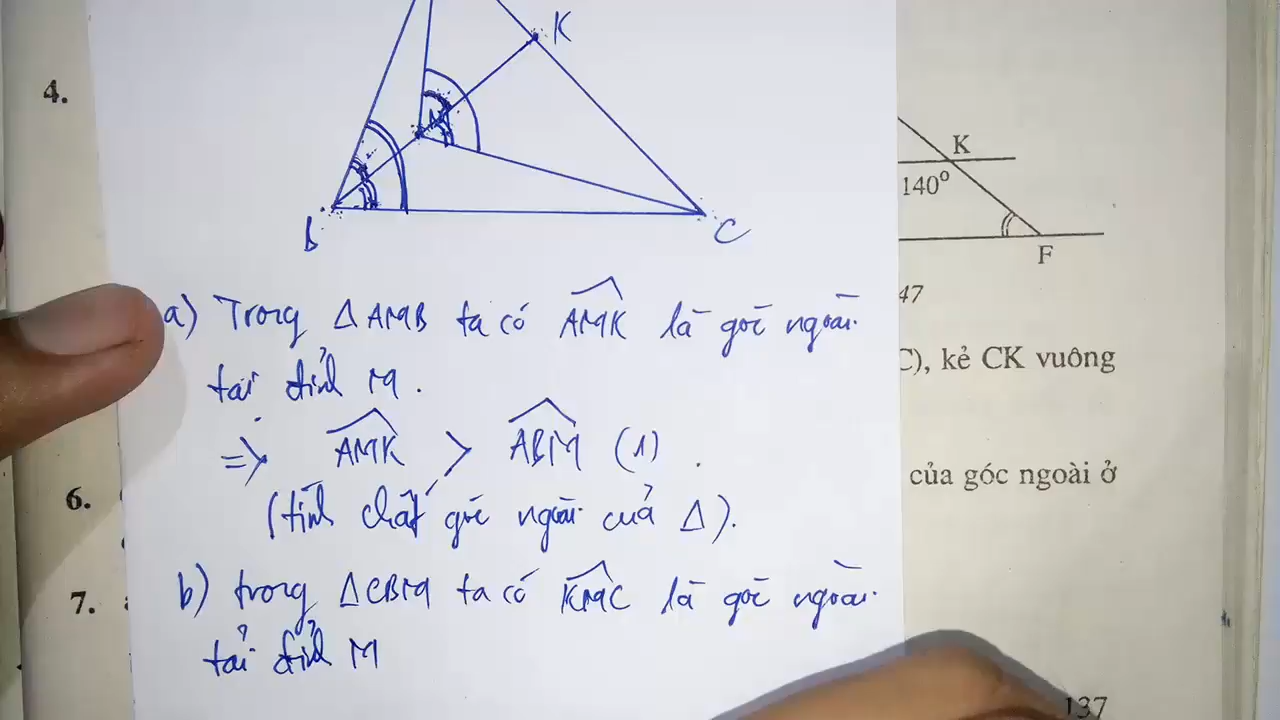 4.
K
K
140°
M
B
C
F
a) Trong ΔAMB ta có AMK là góc ngoài
47
C), kẻ CK vuông
tại đỉnh M.
=> AMK > ABM (1).
của góc ngoài ở
6.
(tính chất góc ngoài của Δ).
b) trong ΔCBM ta có KMC là góc ngoài
7.
tại đỉnh M
137